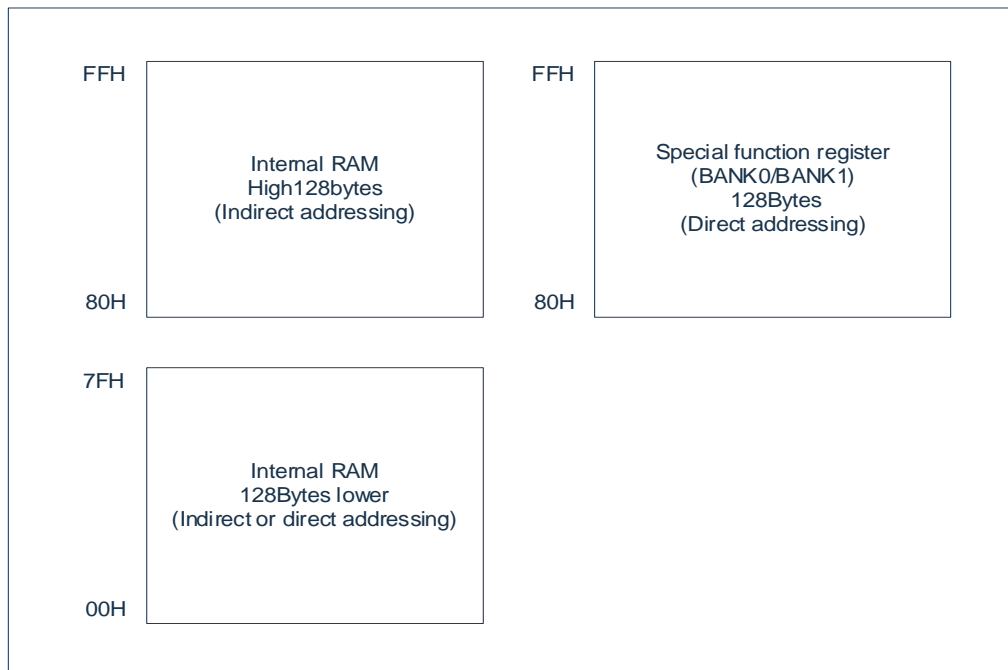 FFH
Internal RAM
High128bytes
(Indirect addressing)
80H
FFH
Special function register
(BANK0/BANK1)
128Bytes
(Direct addressing)
80H
7FH
Internal RAM
128Bytes lower
(Indirect or direct addressing)
00H